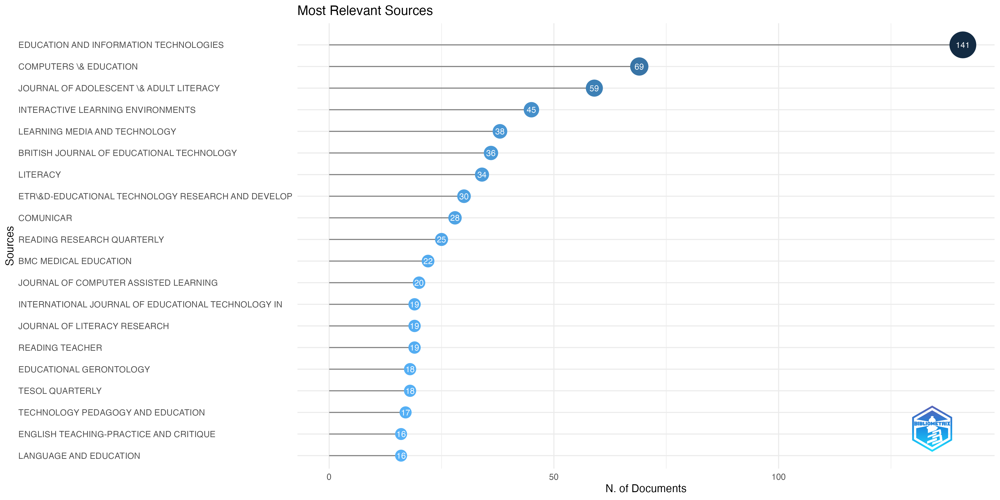 Most Relevant Sources
EDUCATION AND INFORMATION TECHNOLOGIES 141
COMPUTERS \& EDUCATION 69
JOURNAL OF ADOLESCENT \& ADULT LITERACY 59
INTERACTIVE LEARNING ENVIRONMENTS 45
LEARNING MEDIA AND TECHNOLOGY 38
BRITISH JOURNAL OF EDUCATIONAL TECHNOLOGY 36
LITERACY 34
ETR\&D-EDUCATIONAL TECHNOLOGY RESEARCH AND DEVELOP 30
COMUNICAR 28
READING RESEARCH QUARTERLY 25
BMC MEDICAL EDUCATION 22
JOURNAL OF COMPUTER ASSISTED LEARNING 20
INTERNATIONAL JOURNAL OF EDUCATIONAL TECHNOLOGY IN 19
JOURNAL OF LITERACY RESEARCH 19
READING TEACHER 19
EDUCATIONAL GERONTOLOGY 18
TESOL QUARTERLY 18
TECHNOLOGY PEDAGOGY AND EDUCATION 17
ENGLISH TEACHING-PRACTICE AND CRITIQUE 16
LANGUAGE AND EDUCATION 16
Sources
0 50 100
N. of Documents
BIBLIOMETRIX